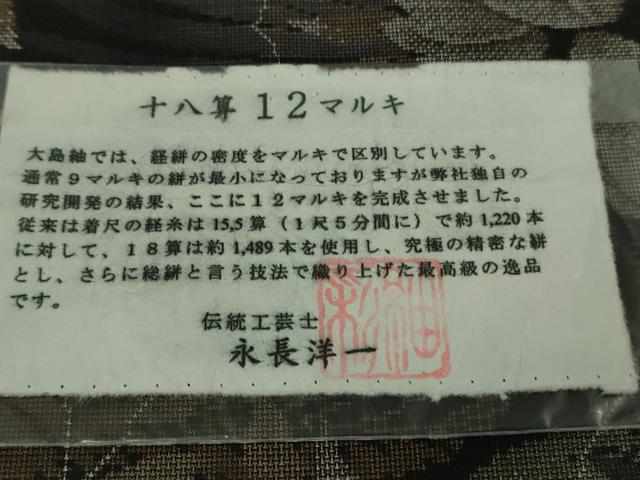 十八算12マルキ
大島紬では、経絣の密度をマルキで区別しています。
通常9マルキの絣が最小になっておりますが弊社独自の
研究開発の結果、ここに12マルキを完成させました。
従来は着尺の経糸は15,5算（1尺5分間に）で約1,220本
に対して、18算は約1,489本を使用し、究極の精密な絣
とし、さらに総絣と言う技法で織り上げた最高級の逸品
です。
伝統工芸士
永長洋一